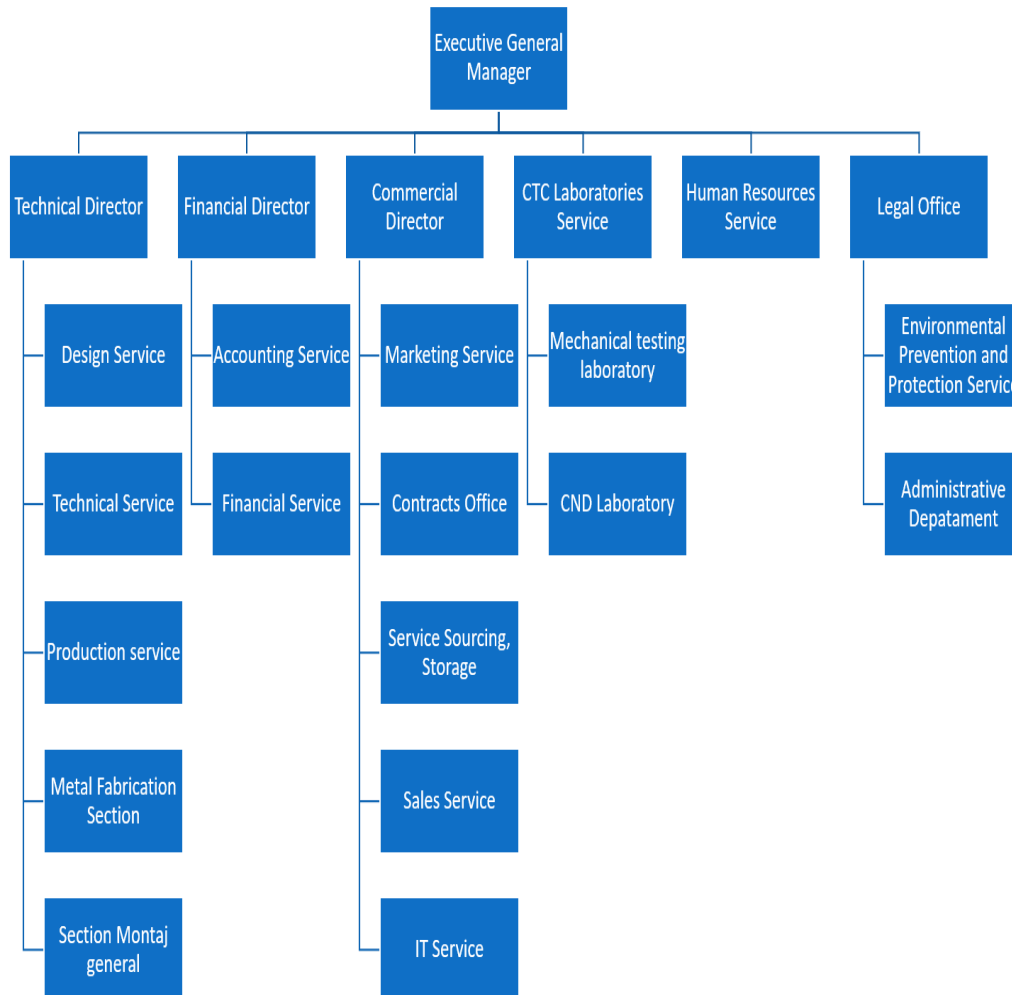 Executive General
Manager
Technical Director
Financial Director
Commercial
Director
CTC Laboratories
Service
Human Resources
Service
Legal Office
Design Service
Accounting Service
Marketing Service
Mechanical testing
laboratory
Environmental
Prevention and
Protection Service
Technical Service
Financial Service
Contracts Office
CND Laboratory
Administrative
Depatament
Production service
Service Sourcing,
Storage
Metal Fabrication
Section
Sales Service
Section Montaj
general
IT Service